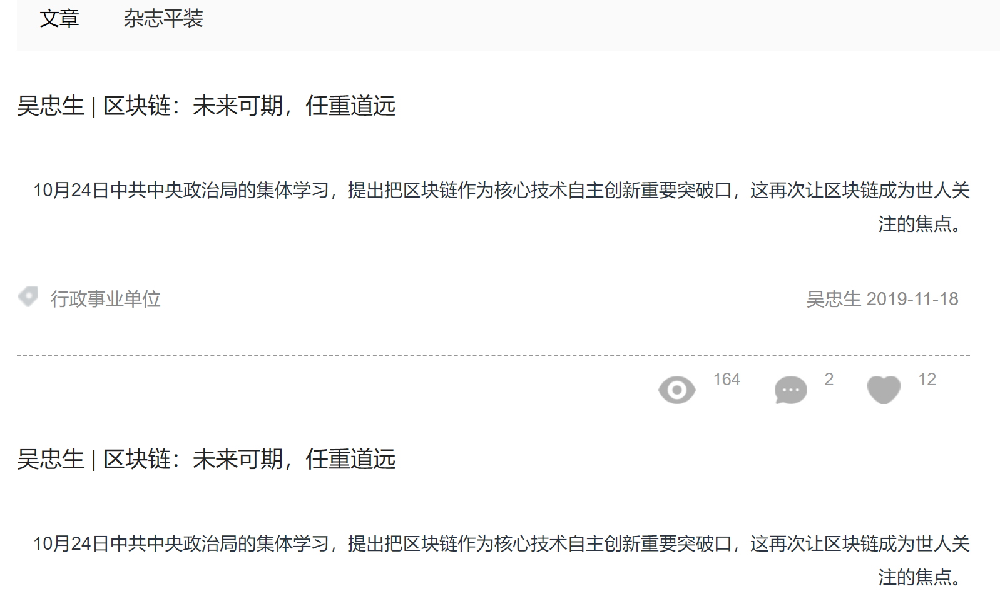 文章 杂志平装
吴忠生 | 区块链：未来可期，任重道远
10月24日中共中央政治局的集体学习，提出把区块链作为核心技术自主创新重要突破口，这再次让区块链成为世人关
注的焦点。
行政事业单位 吴忠生 2019-11-18
164 2 12
吴忠生 | 区块链：未来可期，任重道远
10月24日中共中央政治局的集体学习，提出把区块链作为核心技术自主创新重要突破口，这再次让区块链成为世人关
注的焦点。